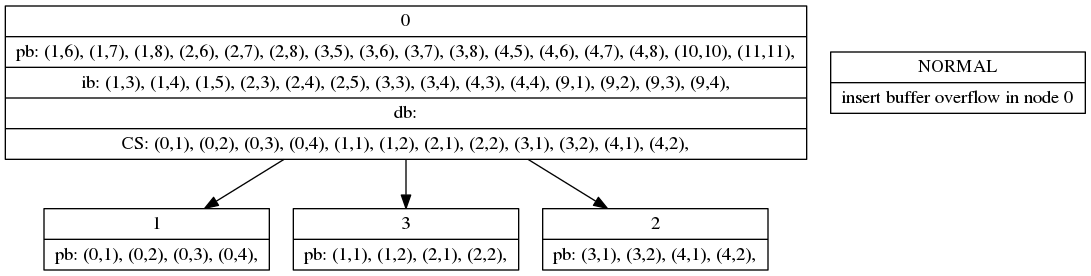 0
pb: (1,6), (1,7), (1,8), (2,6), (2,7), (2,8), (3,5), (3,6), (3,7), (3,8), (4,5), (4,6), (4,7), (4,8), (10,10), (11,11),
ib: (1,3), (1,4), (1,5), (2,3), (2,4), (2,5), (3,3), (3,4), (4,3), (4,4), (9,1), (9,2), (9,3), (9,4),
db:
CS: (0,1), (0,2), (0,3), (0,4), (1,1), (1,2), (2,1), (2,2), (3,1), (3,2), (4,1), (4,2),
NORMAL
insert buffer overflow in node 0
1
pb: (0,1), (0,2), (0,3), (0,4),
3
pb: (1,1), (1,2), (2,1), (2,2),
2
pb: (3,1), (3,2), (4,1), (4,2),